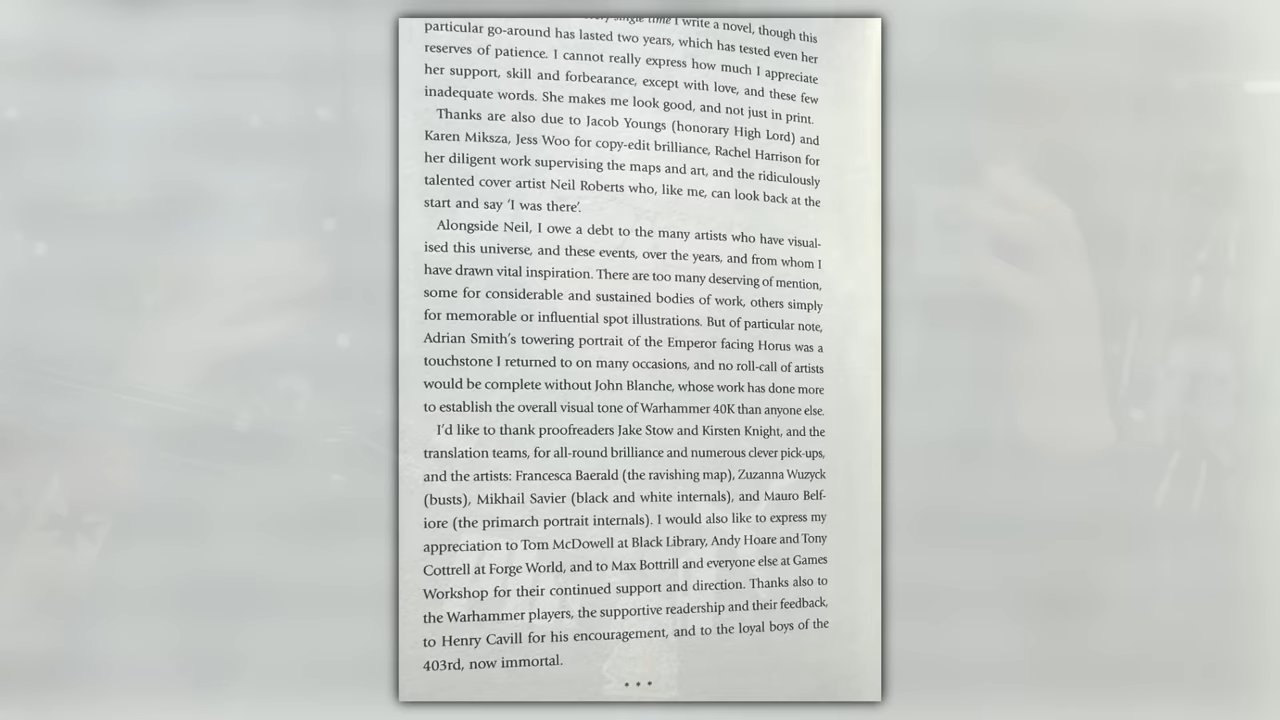 single time I write a novel, though this
particular go-around has lasted two years, which has tested even her
reserves of patience. I cannot really express how much I appreciate
her support, skill and forbearance, except with love, and these few
inadequate words. She makes me look good, and not just in print.
Thanks are also due to Jacob Youngs (honorary High Lord) and
Karen Miksza, Jess Woo for copy-edit brilliance, Rachel Harrison for
her diligent work supervising the maps and art, and the ridiculously
talented cover artist Neil Roberts who, like me, can look back at the
start and say ‘I was there’.
Alongside Neil, I owe a debt to the many artists who have visual-
ised this universe, and these events, over the years, and from whom I
have drawn vital inspiration. There are too many deserving of mention,
some for considerable and sustained bodies of work, others simply
for memorable or influential spot illustrations. But of particular note,
Adrian Smith’s towering portrait of the Emperor facing Horus was a
touchstone I returned to on many occasions, and no roll-call of artists
would be complete without John Blanche, whose work has done more
to establish the overall visual tone of Warhammer 40K than anyone else.
I’d like to thank proofreaders Jake Stow and Kirsten Knight, and the
translation teams, for all-round brilliance and numerous clever pick-ups,
and the artists: Francesca Baerald (the ravishing map), Zuzanna Wuzyck
(busts), Mikhail Savier (black and white internals), and Mauro Belf-
iore (the primarch portrait internals). I would also like to express my
appreciation to Tom McDowell at Black Library, Andy Hoare and Tony
Cottrell at Forge World, and to Max Bottrill and everyone else at Games
Workshop for their continued support and direction. Thanks also to
the Warhammer players, the supportive readership and their feedback,
to Henry Cavill for his encouragement, and to the loyal boys of the
403rd, now immortal.
• • •